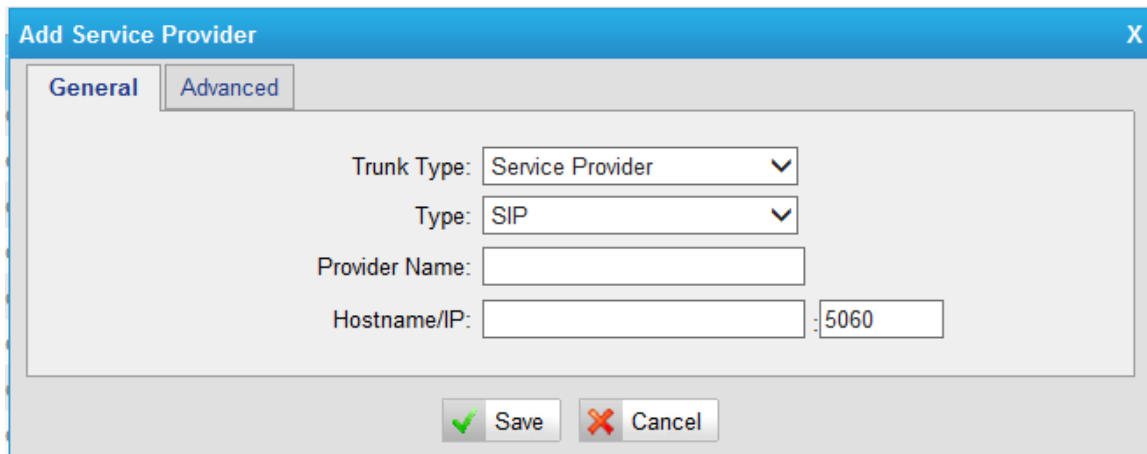 Add Service Provider X
General Advanced
Trunk Type: Service Provider
Type: SIP
Provider Name:
Hostname/IP: :5060
Save Cancel